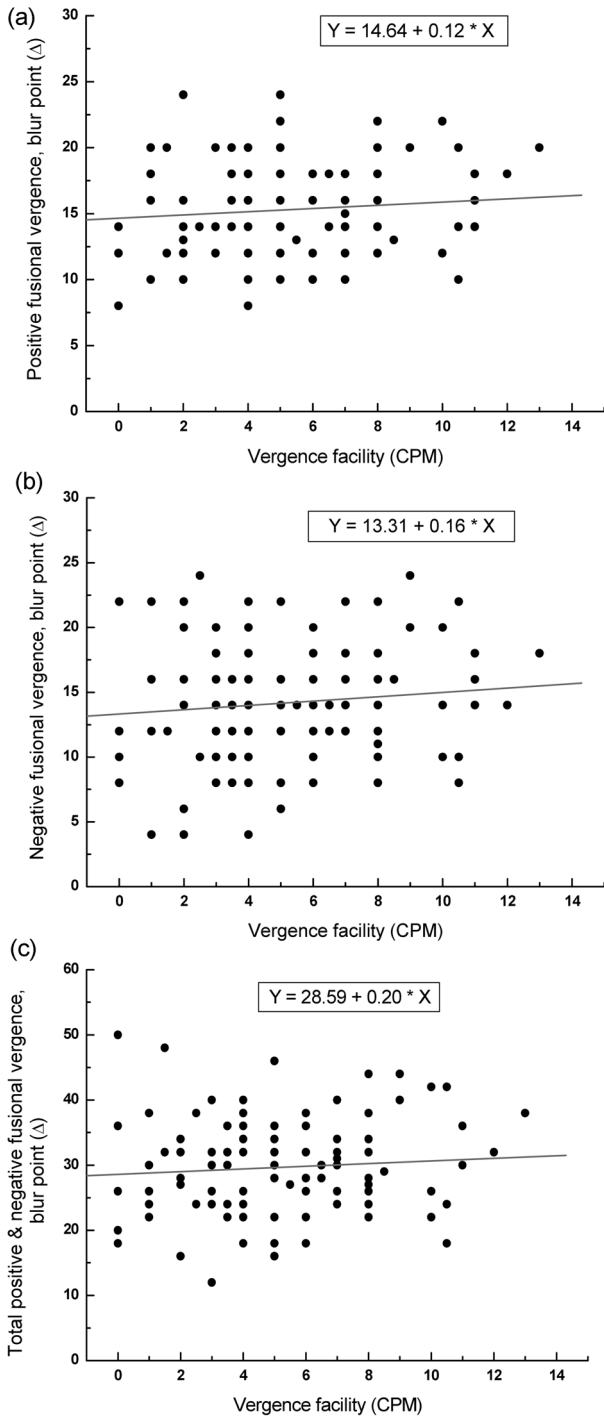 (a)
Y = 14.64 + 0.12 * X
30
25
20
15
10
5
0
0 2 4 6 8 10 12 14
Positive fusional vergence, blur point (Δ)
Vergence facility (CPM)
(b)
Y = 13.31 + 0.16 * X
30
25
20
15
10
5
0
0 2 4 6 8 10 12 14
Negative fusional vergence, blur point (Δ)
Vergence facility (CPM)
(c)
Y = 28.59 + 0.20 * X
60
50
40
30
20
10
0
0 2 4 6 8 10 12 14
Total positive & negative fusional vergence,
blur point (Δ)
Vergence facility (CPM)